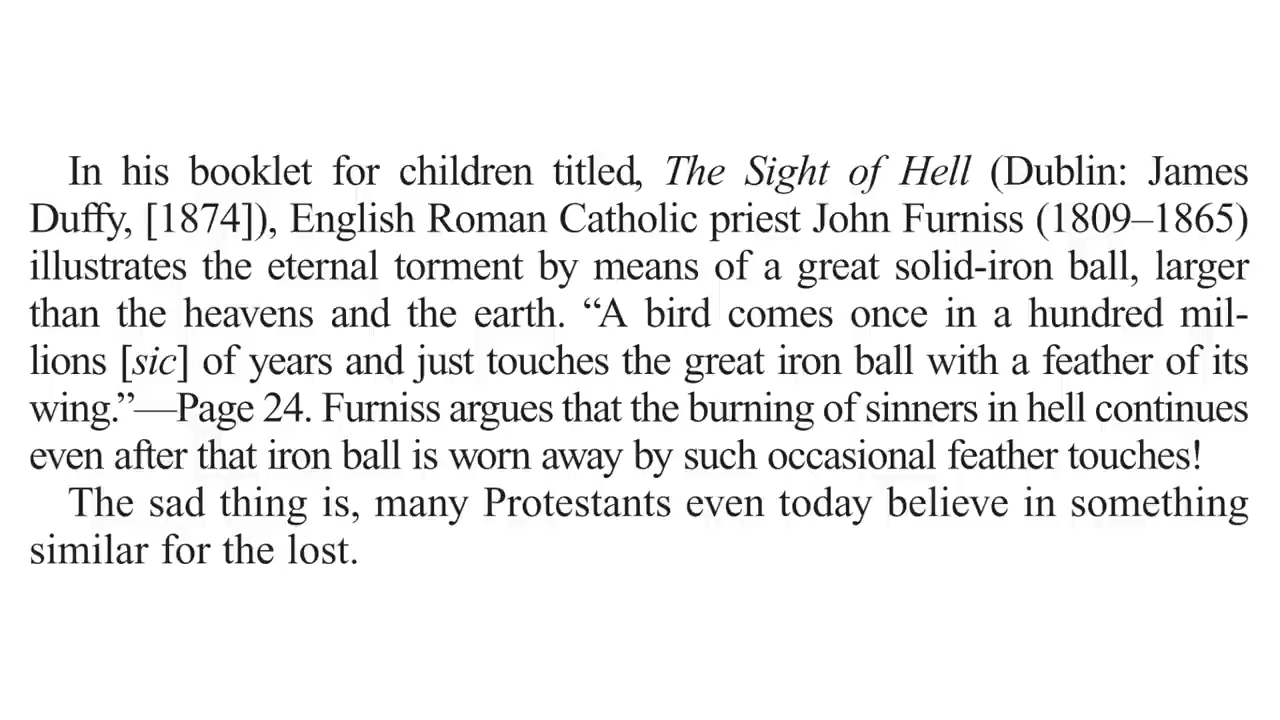 In his booklet for children titled, The Sight of Hell (Dublin: James
Duffy, [1874]), English Roman Catholic priest John Furniss (1809–1865)
illustrates the eternal torment by means of a great solid-iron ball, larger
than the heavens and the earth. “A bird comes once in a hundred mil-
lions [sic] of years and just touches the great iron ball with a feather of its
wing.”—Page 24. Furniss argues that the burning of sinners in hell continues
even after that iron ball is worn away by such occasional feather touches!
The sad thing is, many Protestants even today believe in something
similar for the lost.